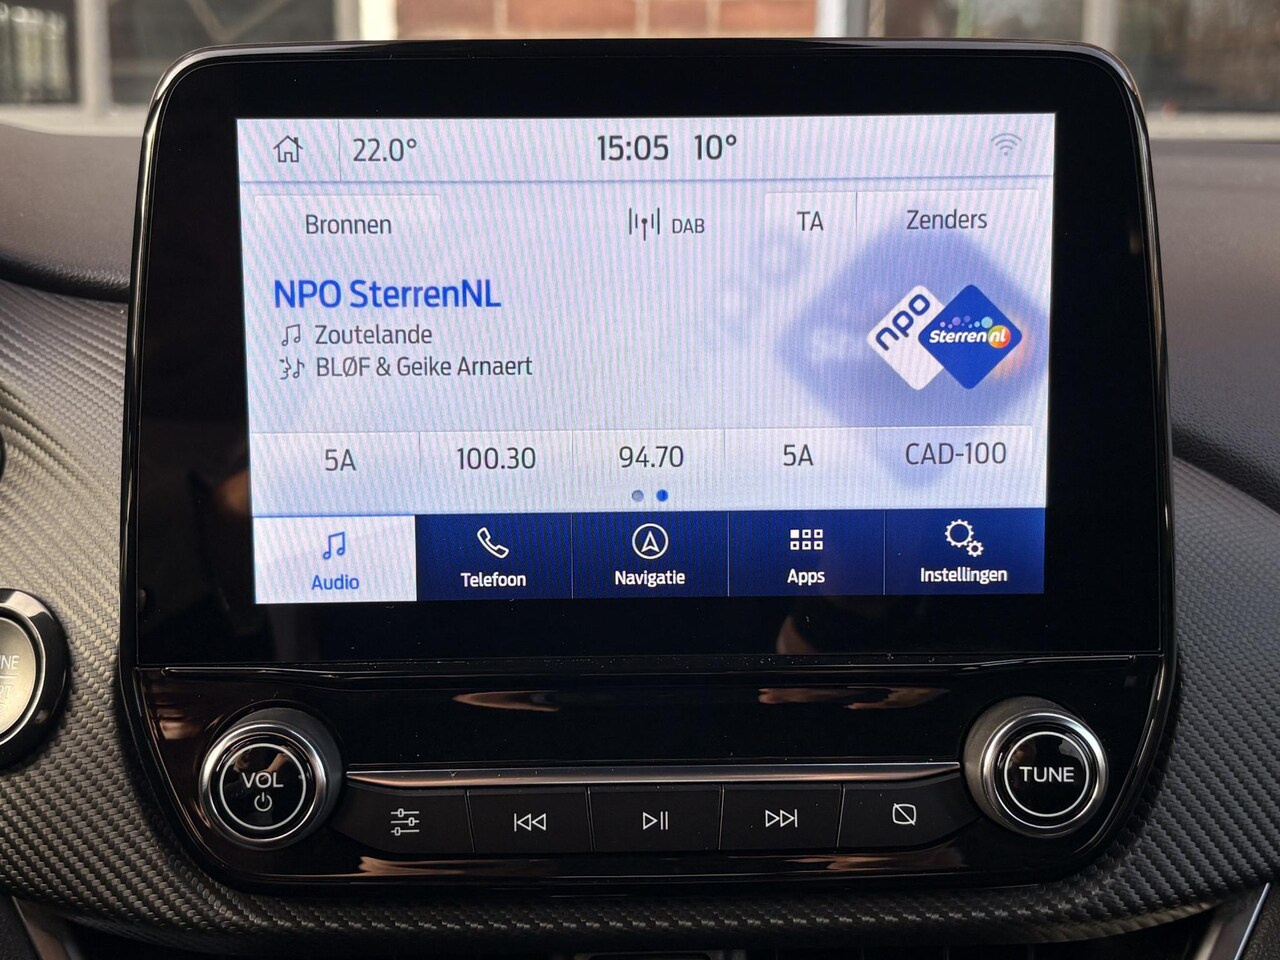 22.0° 15:05 10°
Bronnen DAB TA Zenders
NPO SterrenNL
Zoutelande
BLØF & Geike Arnaert
npo Sterren nl
5A 100.30 94.70 5A CAD-100
Audio Telefoon Navigatie Apps Instellingen
VOL TUNE